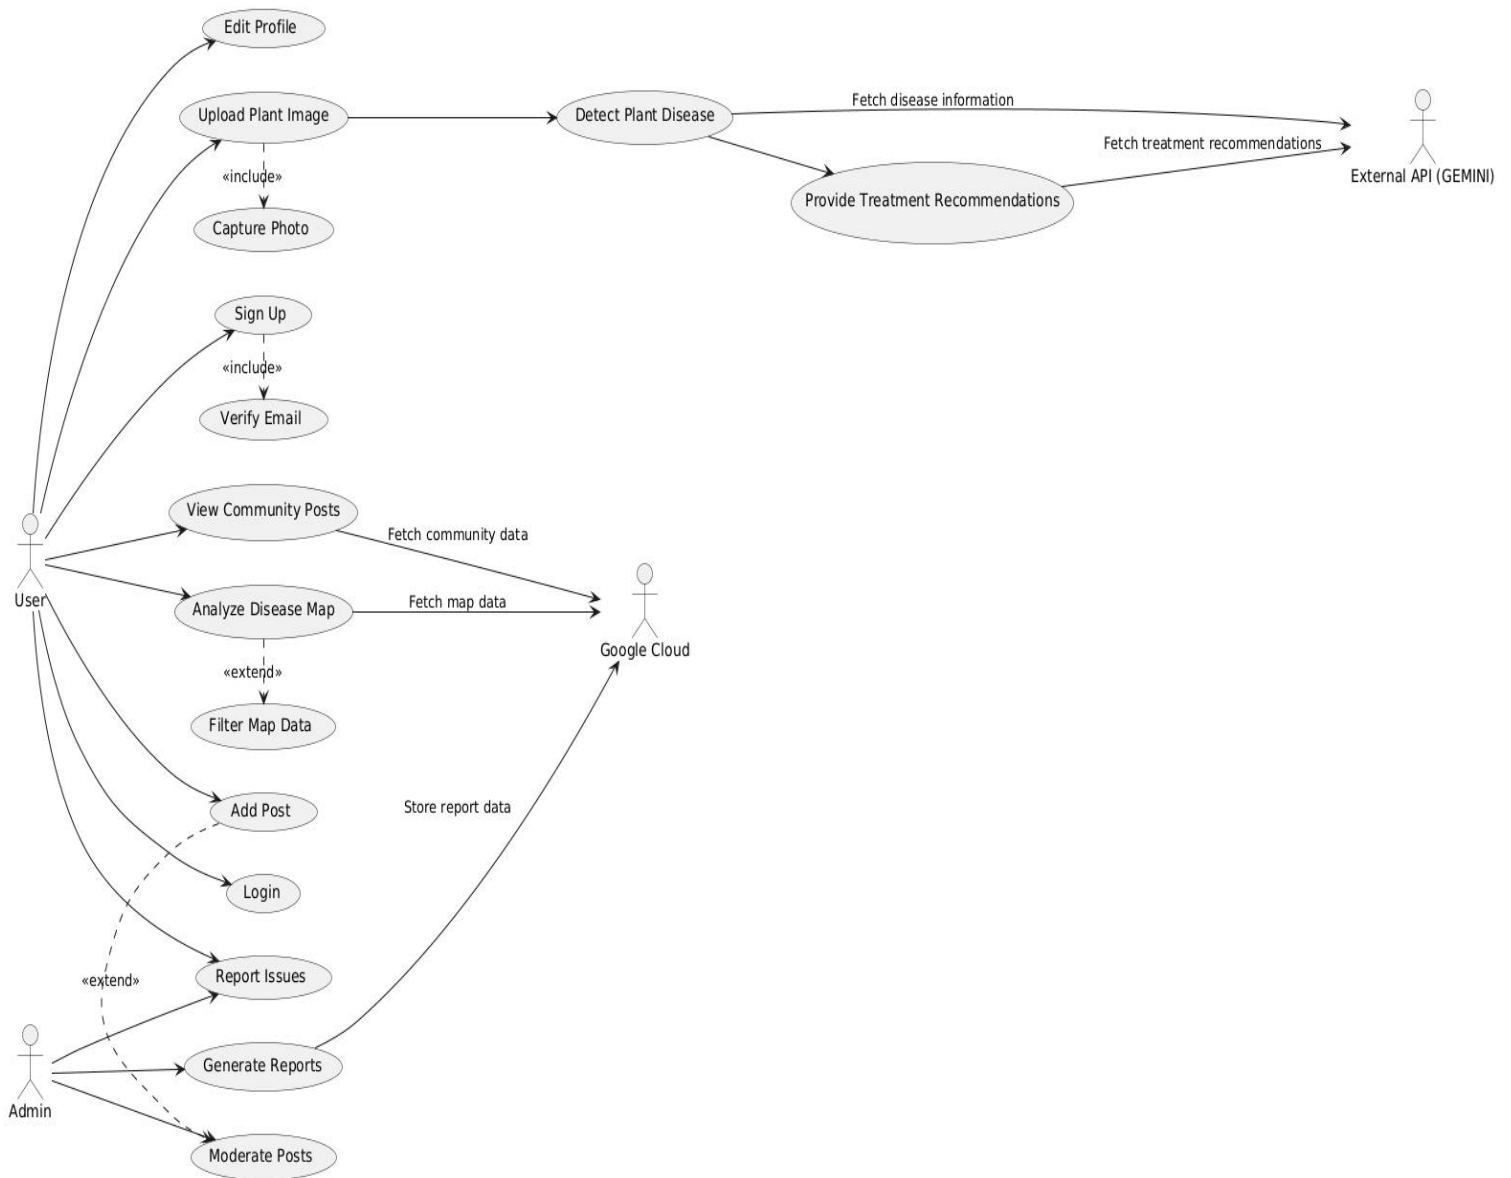 Edit Profile
Upload Plant Image
Detect Plant Disease
Fetch disease information
Fetch treatment recommendations
External API (GEMINI)
«include»
Provide Treatment Recommendations
Capture Photo
Sign Up
«include»
Verify Email
View Community Posts
Fetch community data
User
Analyze Disease Map
Fetch map data
Google Cloud
«extend»
Filter Map Data
Add Post
Store report data
Login
Report Issues
«extend»
Generate Reports
Admin
Moderate Posts